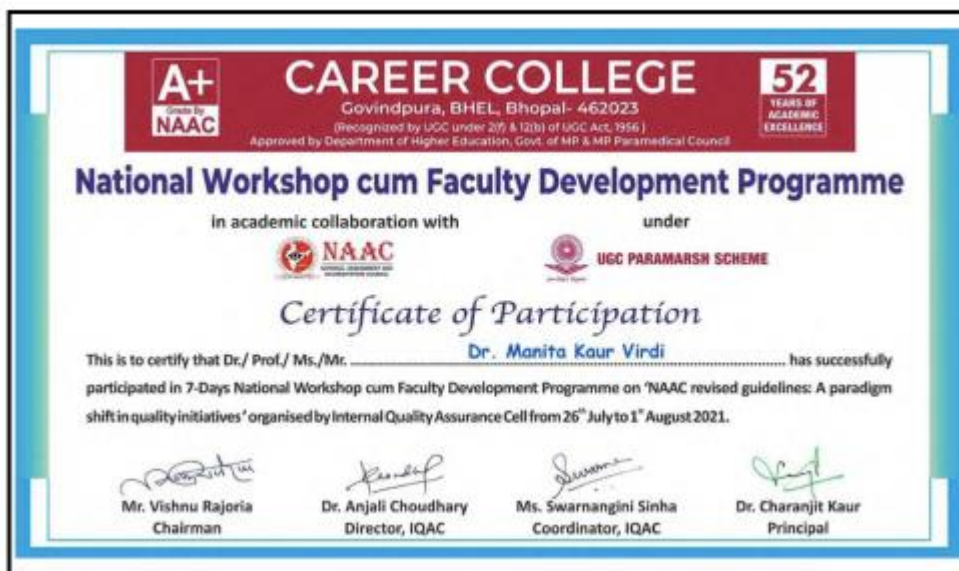 A+
Grade By
NAAC
CAREER COLLEGE
Govindpura, BHEL, Bhopal- 462023
(Recognized by UGC under 2(f) & 12(b) of UGC Act, 1956 )
Approved by Department of Higher Education, Govt. of MP & MP Paramedical Council
52
YEARS OF
ACADEMIC
EXCELLENCE
National Workshop cum Faculty Development Programme
in academic collaboration with
under
NAAC
NATIONAL ASSESSMENT AND
ACCREDITATION COUNCIL
UGC PARAMARSH SCHEME
Certificate of Participation
This is to certify that Dr./ Prof./ Ms./Mr. Dr. Manita Kaur Virdi has successfully
participated in 7-Days National Workshop cum Faculty Development Programme on 'NAAC revised guidelines: A paradigm
shift in quality initiatives' organised by Internal Quality Assurance Cell from 26th July to 1st August 2021.
Mr. Vishnu Rajoria
Chairman
Dr. Anjali Choudhary
Director, IQAC
Ms. Swarnangini Sinha
Coordinator, IQAC
Dr. Charanjit Kaur
Principal